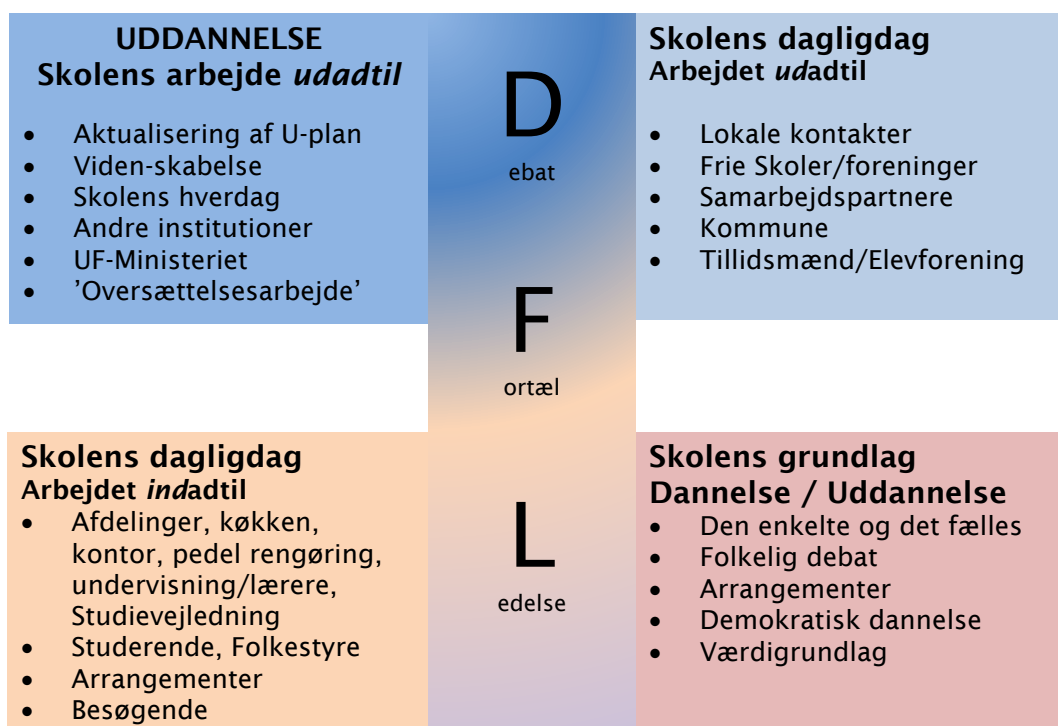 UDDANNELSE
Skolens arbejde udadtil
• Aktualisering af U-plan
• Viden-skabelse
• Skolens hverdag
• Andre institutioner
• UF-Ministeriet
• ’Oversættelsesarbejde’
D
ebat
F
ortæl
L
edelse
Skolens dagligdag
Arbejdet udadtil
• Lokale kontakter
• Frie Skoler/foreninger
• Samarbejdspartnere
• Kommune
• Tillidsmænd/Elevforening
Skolens dagligdag
Arbejdet indadtil
• Afdelinger, køkken,
kontor, pedel rengøring,
undervisning/lærere,
Studievejledning
• Studerende, Folkestyre
• Arrangementer
• Besøgende
Skolens grundlag
Dannelse / Uddannelse
• Den enkelte og det fælles
• Folkelig debat
• Arrangementer
• Demokratisk dannelse
• Værdigrundlag